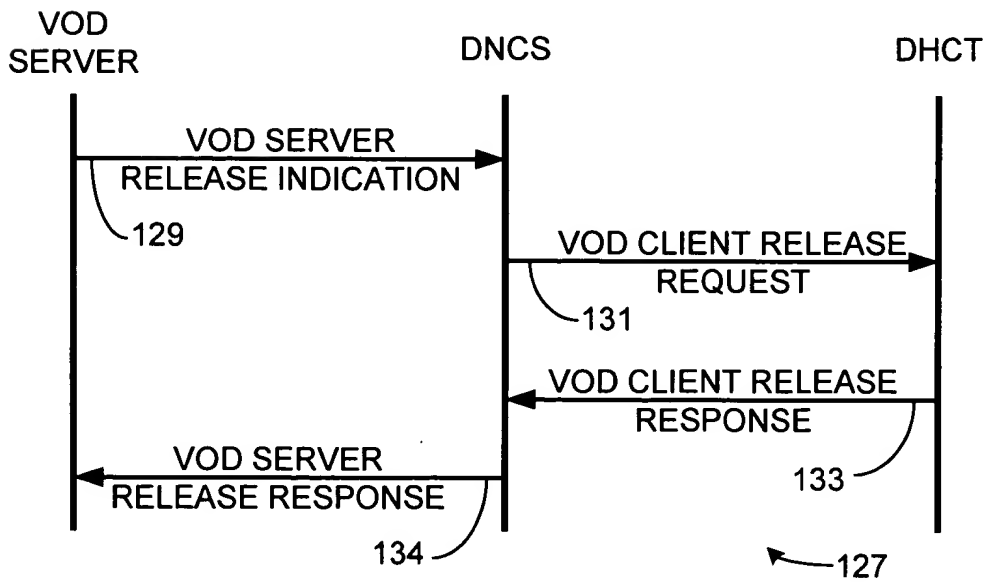 VOD
SERVER
DNCS
DHCT
VOD SERVER
RELEASE INDICATION
129
VOD CLIENT RELEASE
REQUEST
131
VOD CLIENT RELEASE
RESPONSE
133
VOD SERVER
RELEASE RESPONSE
134
127